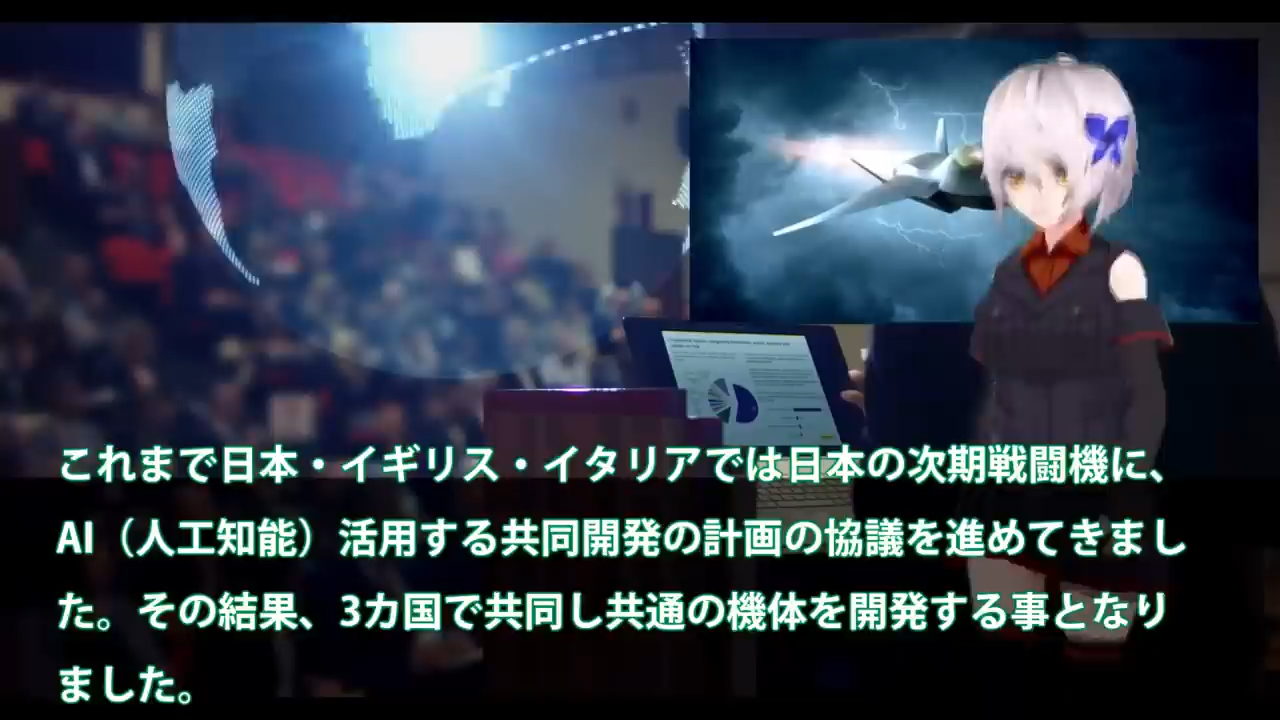 これまで日本・イギリス・イタリアでは日本の次期戦闘機に、
AI（人工知能）活用する共同開発の計画の協議を進めてきまし
た。その結果、3カ国で共同し共通の機体を開発する事となり
ました。